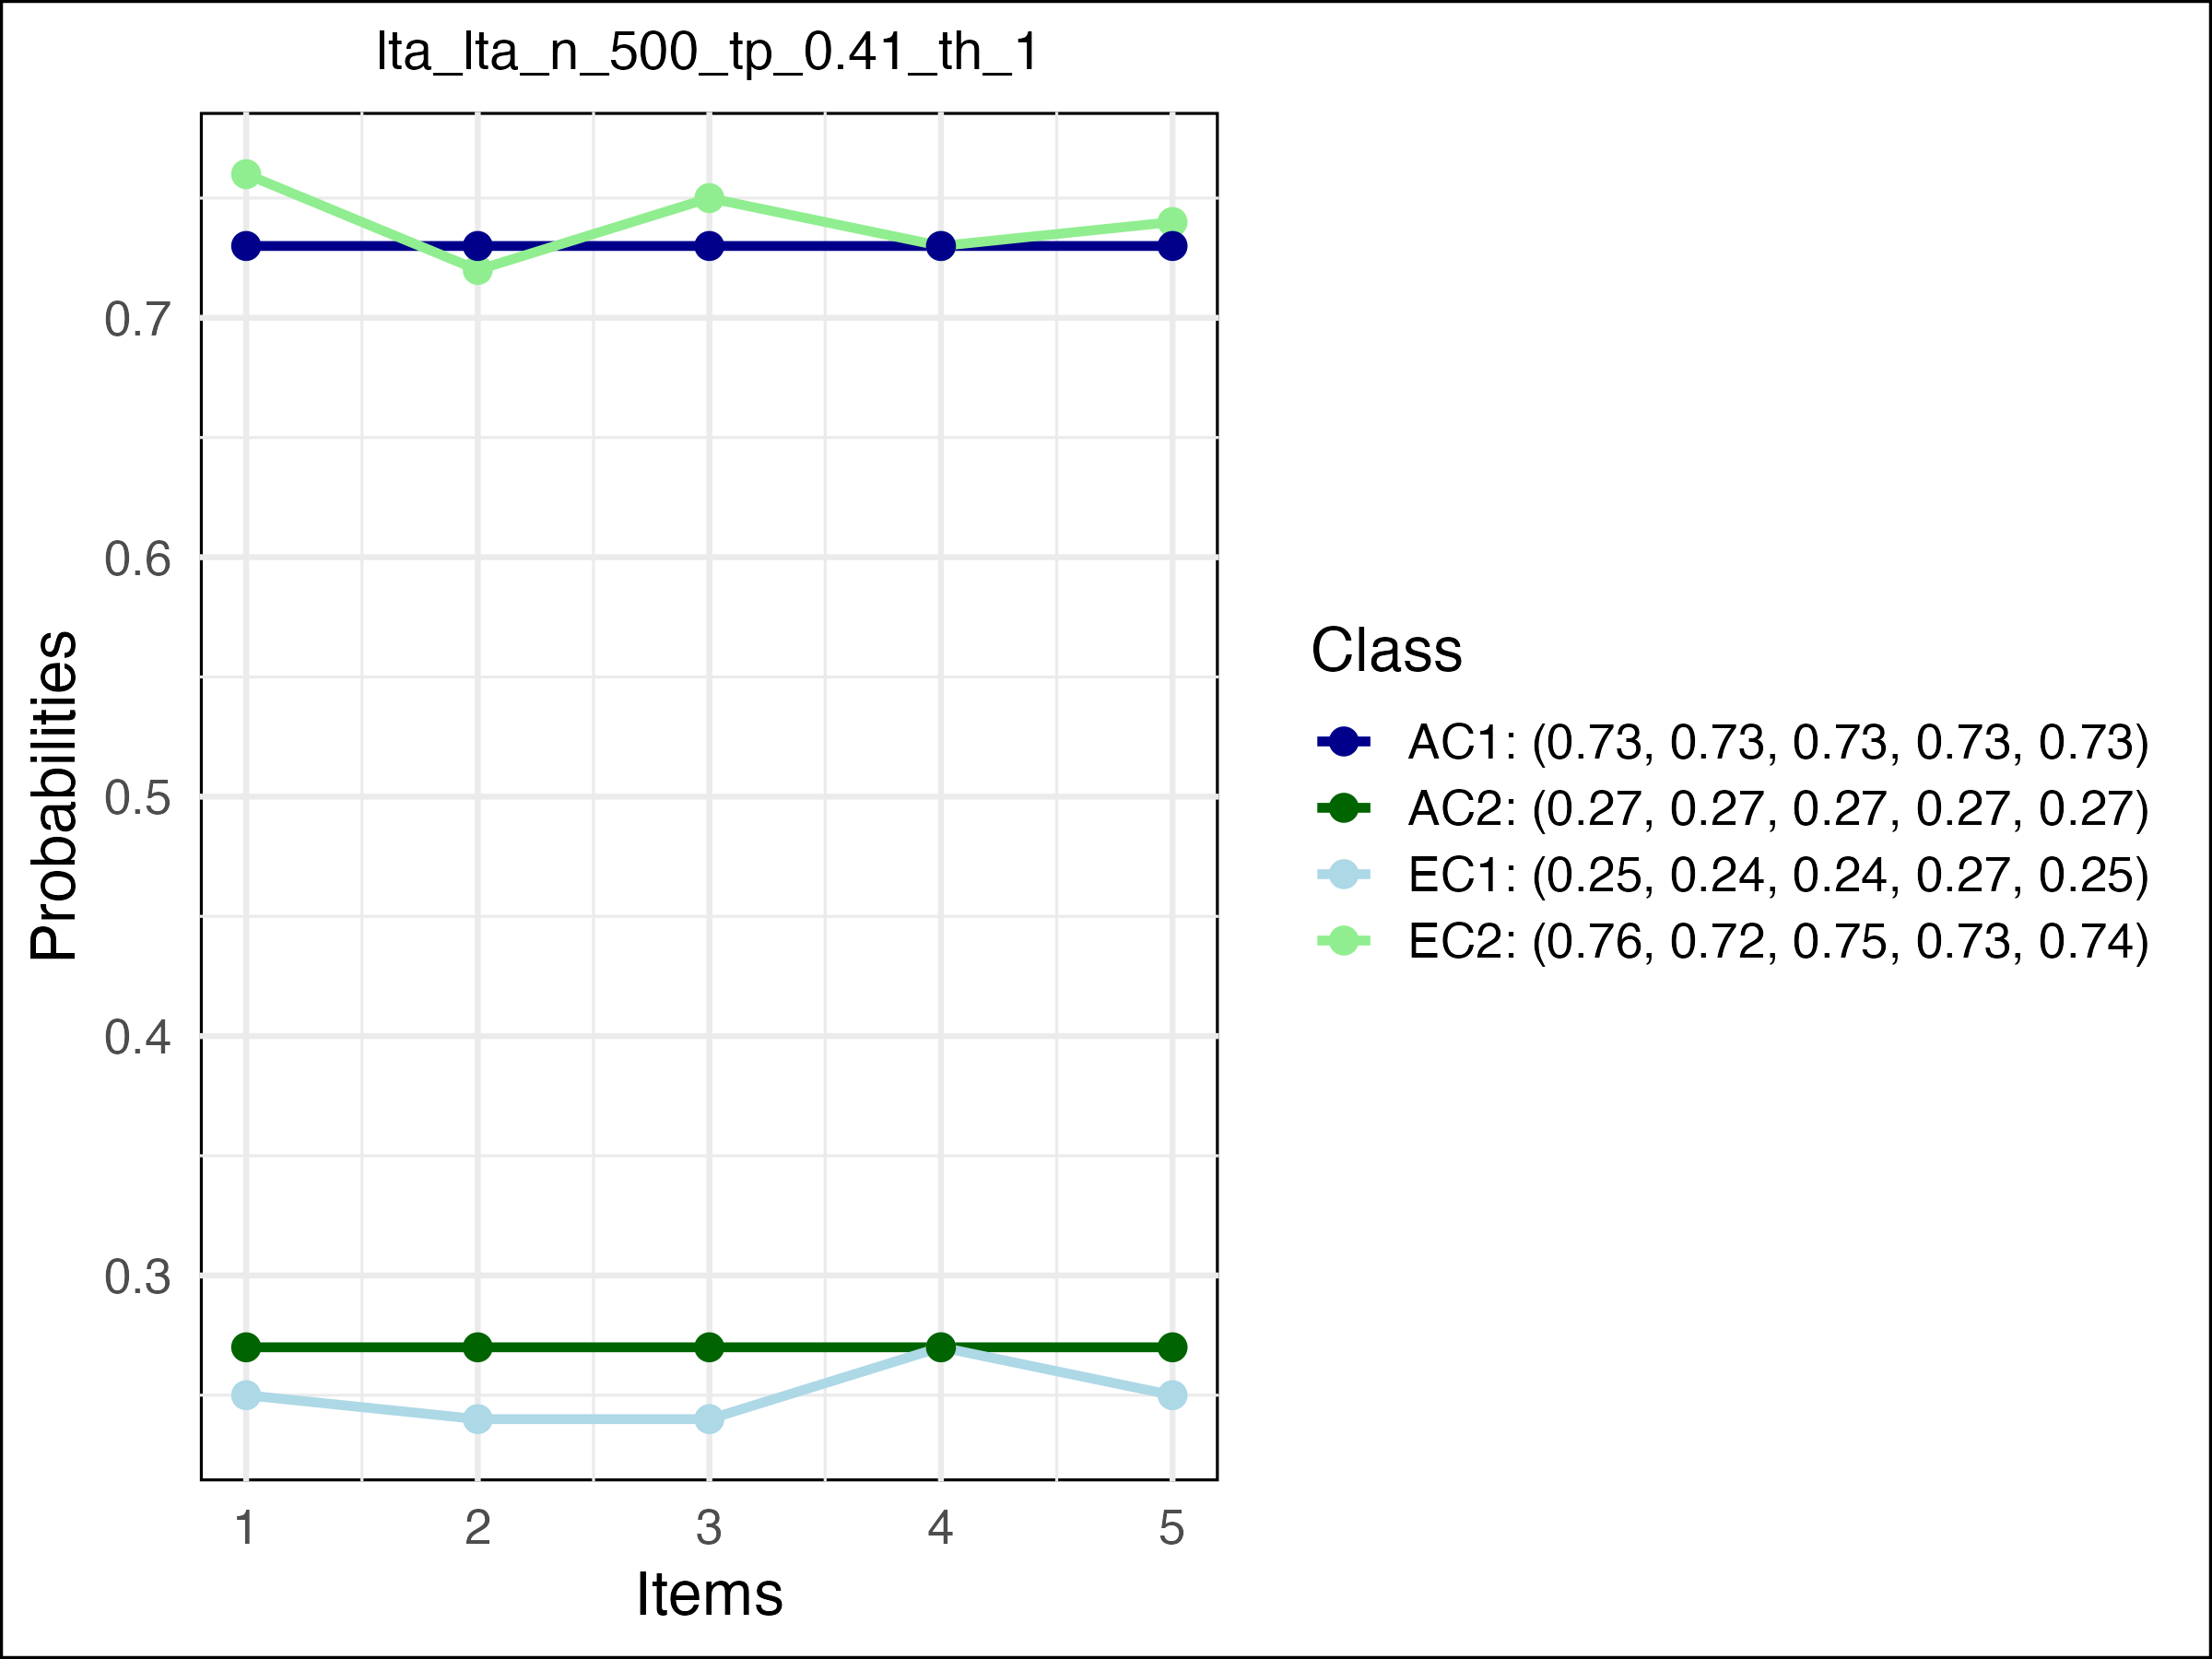 lta_lta_n_500_tp_0.41_th_1
Probabilities
0.7
0.6
0.5
0.4
0.3
1 2 3 4 5
Items
Class
AC1: (0.73, 0.73, 0.73, 0.73, 0.73)
AC2: (0.27, 0.27, 0.27, 0.27, 0.27)
EC1: (0.25, 0.24, 0.24, 0.27, 0.25)
EC2: (0.76, 0.72, 0.75, 0.73, 0.74)